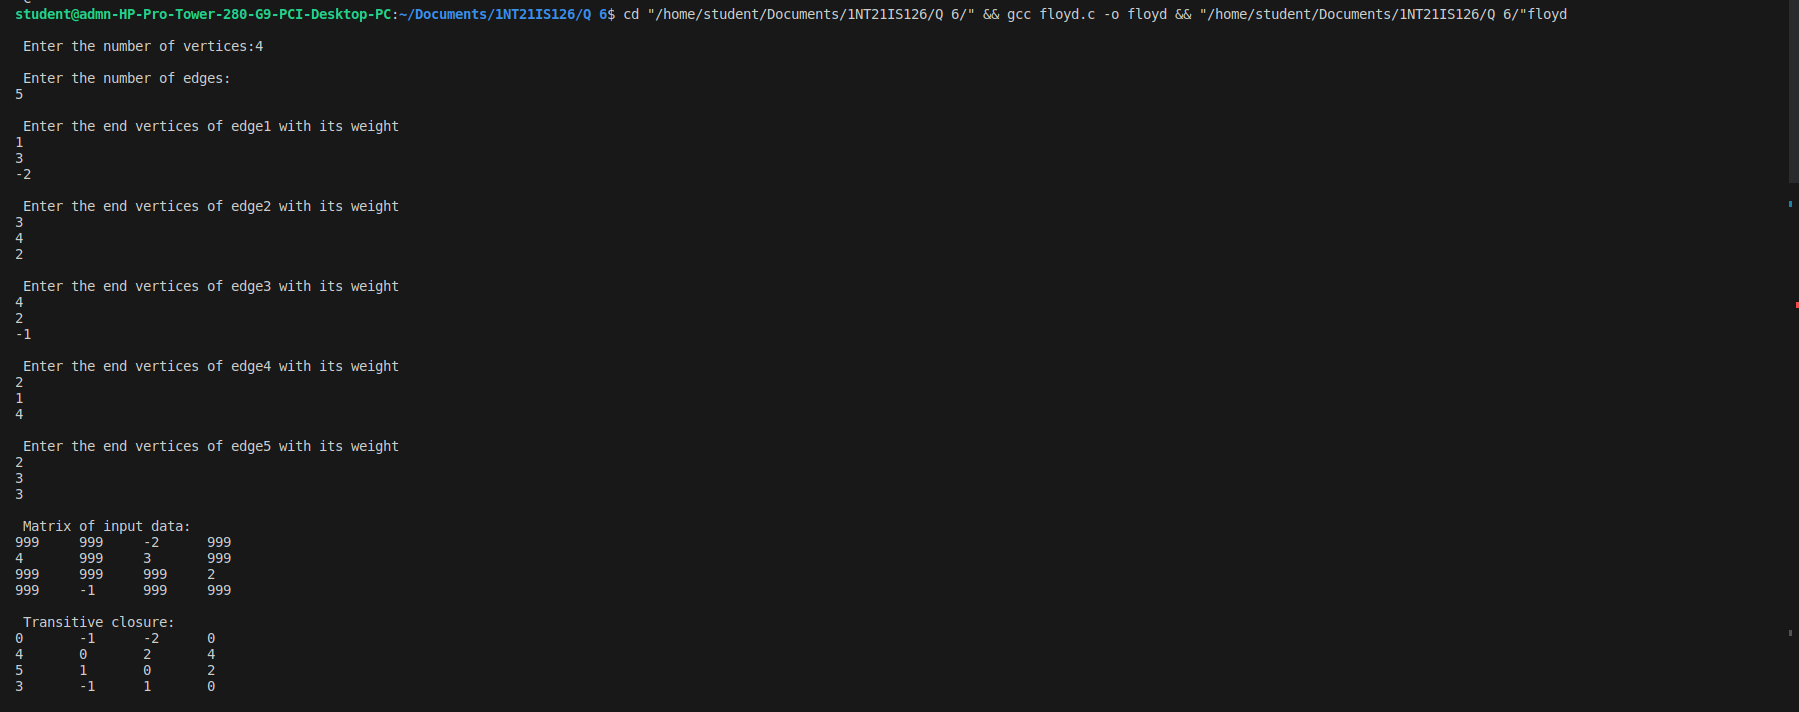 student@admn-HP-Pro-Tower-280-G9-PCI-Desktop-PC:~/Documents/1NT21IS126/Q 6$ cd "/home/student/Documents/1NT21IS126/Q 6/" && gcc floyd.c -o floyd && "/home/student/Documents/1NT21IS126/Q 6/"floyd
Enter the number of vertices:4
Enter the number of edges:
5
Enter the end vertices of edge1 with its weight
1
3
-2
Enter the end vertices of edge2 with its weight
3
4
2
Enter the end vertices of edge3 with its weight
4
2
-1
Enter the end vertices of edge4 with its weight
2
1
4
Enter the end vertices of edge5 with its weight
2
3
3
Matrix of input data:
999 999 -2 999
4 999 3 999
999 999 999 2
999 -1 999 999
Transitive closure:
0 -1 -2 0
4 0 2 4
5 1 0 2
3 -1 1 0